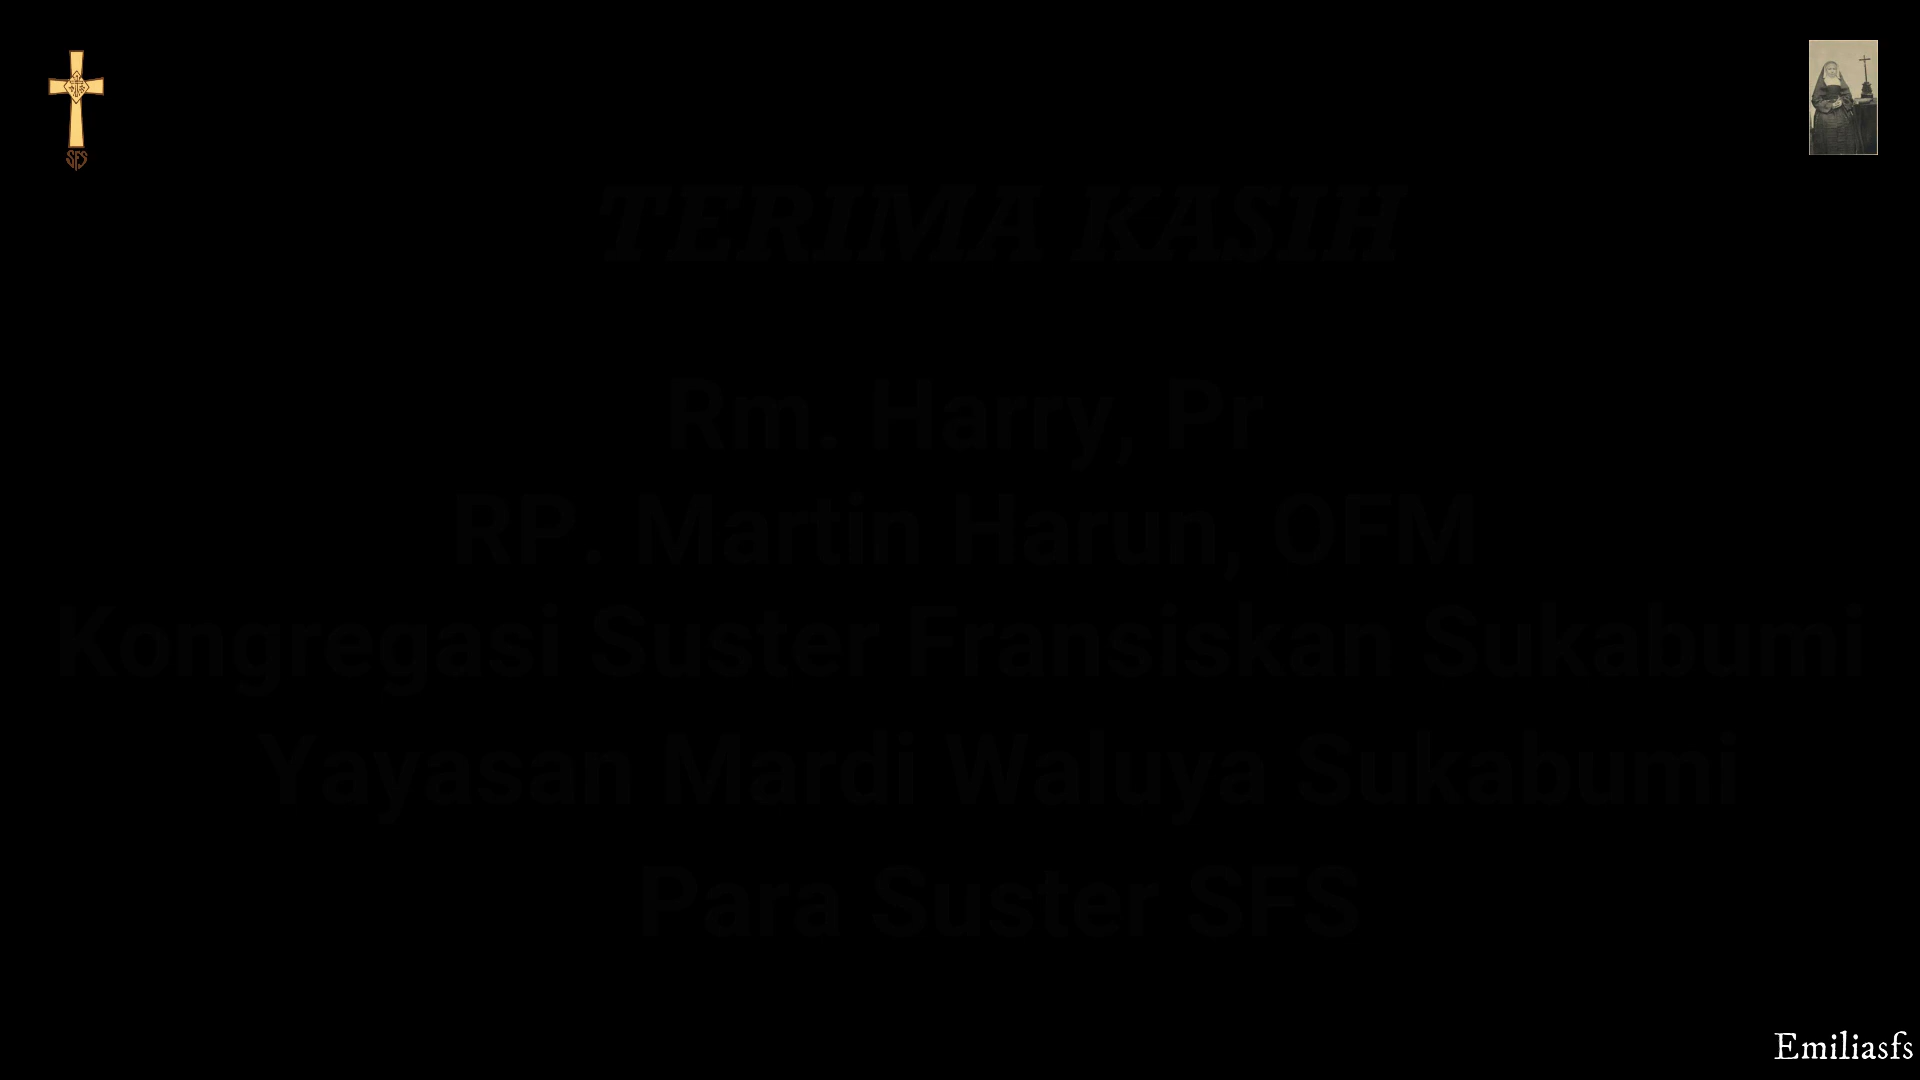 SFS
TERIMA KASIH
Rm. Harry, Pr
RP. Martin Harun, OFM
Kongregasi Suster Fransiskan Sukabumi
Yayasan Mardi Waluya Sukabumi
Para Suster SFS
Emiliasfs